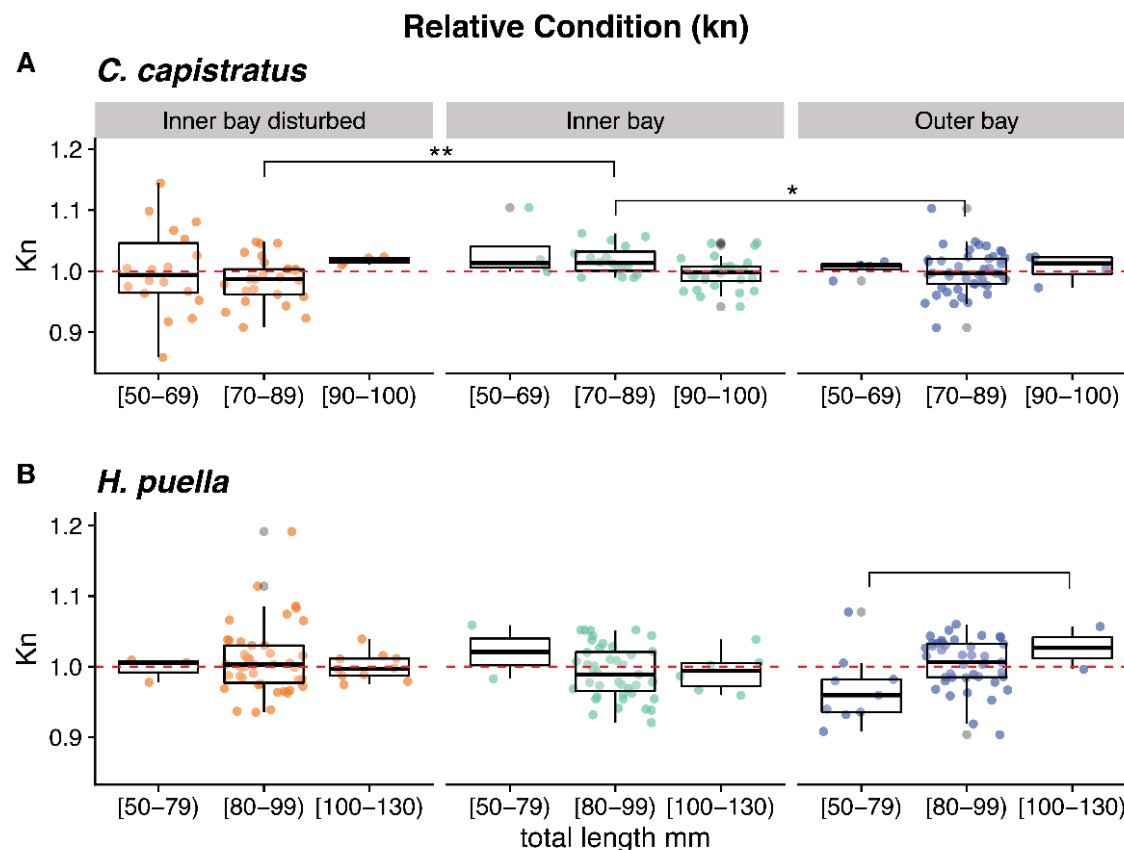 Relative Condition (kn)
A C. capistratus
Inner bay disturbed Inner bay Outer bay
1.2
**
1.1
*
1.0
0.9
Kn
[50–69) [70–89) [90–100) [50–69) [70–89) [90–100) [50–69) [70–89) [90–100)
B H. puella
1.2
1.1
1.0
0.9
Kn
[50–79) [80–99) [100–130) [50–79) [80–99) [100–130) [50–79) [80–99) [100–130)
total length mm